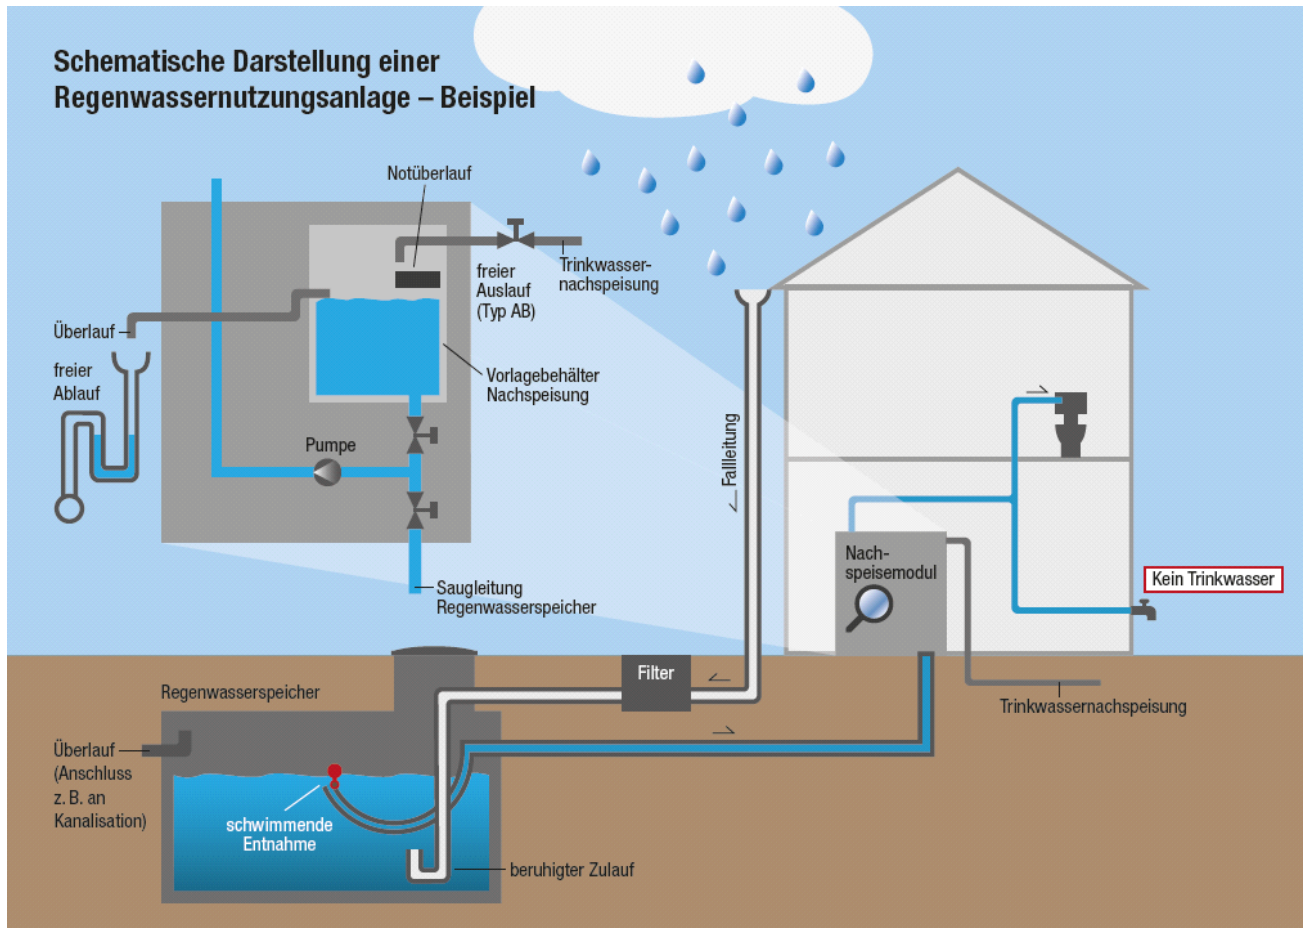 Schematische Darstellung einer
Regenwassernutzungsanlage – Beispiel
Notüberlauf
freier
Auslauf
(Typ AB)
Trinkwasser-
nachspeisung
Überlauf
freier
Ablauf
Vorlagebehälter
Nachspeisung
Pumpe
Saugleitung
Regenwasserspeicher
Fallleitung
Nach-
speisemodul
Kein Trinkwasser
Filter
Regenwasserspeicher
Trinkwassernachspeisung
Überlauf
(Anschluss
z. B. an
Kanalisation)
schwimmende
Entnahme
beruhigter Zulauf